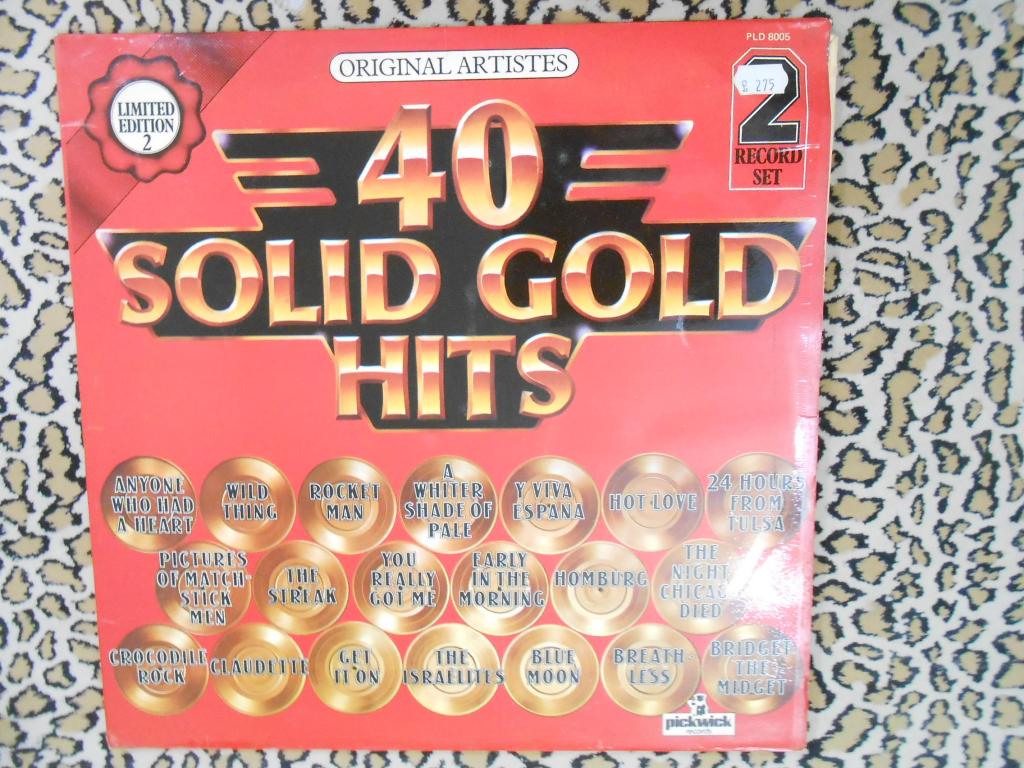 PLD 8005
ORIGINAL ARTISTES
LIMITED
EDITION
2
2
£ 275
RECORD
SET
40
SOLID GOLD
HITS
ANYONE
WHO HAD
A HEART
WILD
THING
ROCKET
MAN
A
WHITER
SHADE OF
PALE
Y VIVA
ESPANA
HOT LOVE
24 HOURS
FROM
TULSA
PICTURES
OF MATCH-
STICK
MEN
THE
STREAK
YOU
REALLY
GOT ME
EARLY
IN THE
MORNING
HOMBURG
THE
NIGHT
CHICAGO
DIED
CROCODILE
ROCK
CLAUDETTE
GET
IT ON
THE
ISRAELITES
BLUE
MOON
BREATH-
LESS
BRIDGET
THE
MIDGET
pickwick
records